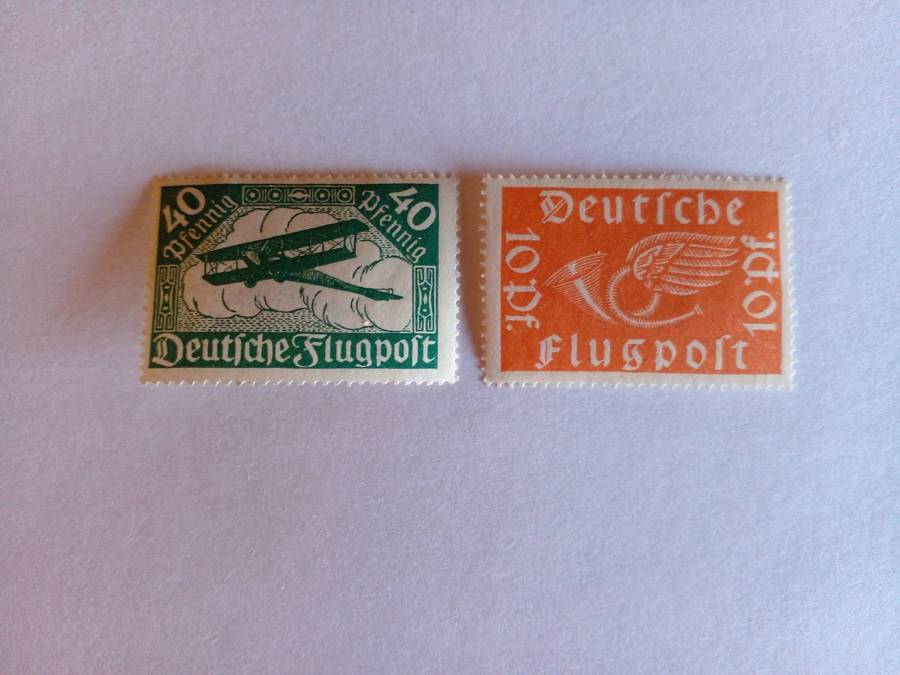 40 Pfennig
40 Pfennig
Deutſche Flugpoſt
Deutſche
10 Pf.
10 Pf.
Flugpoſt